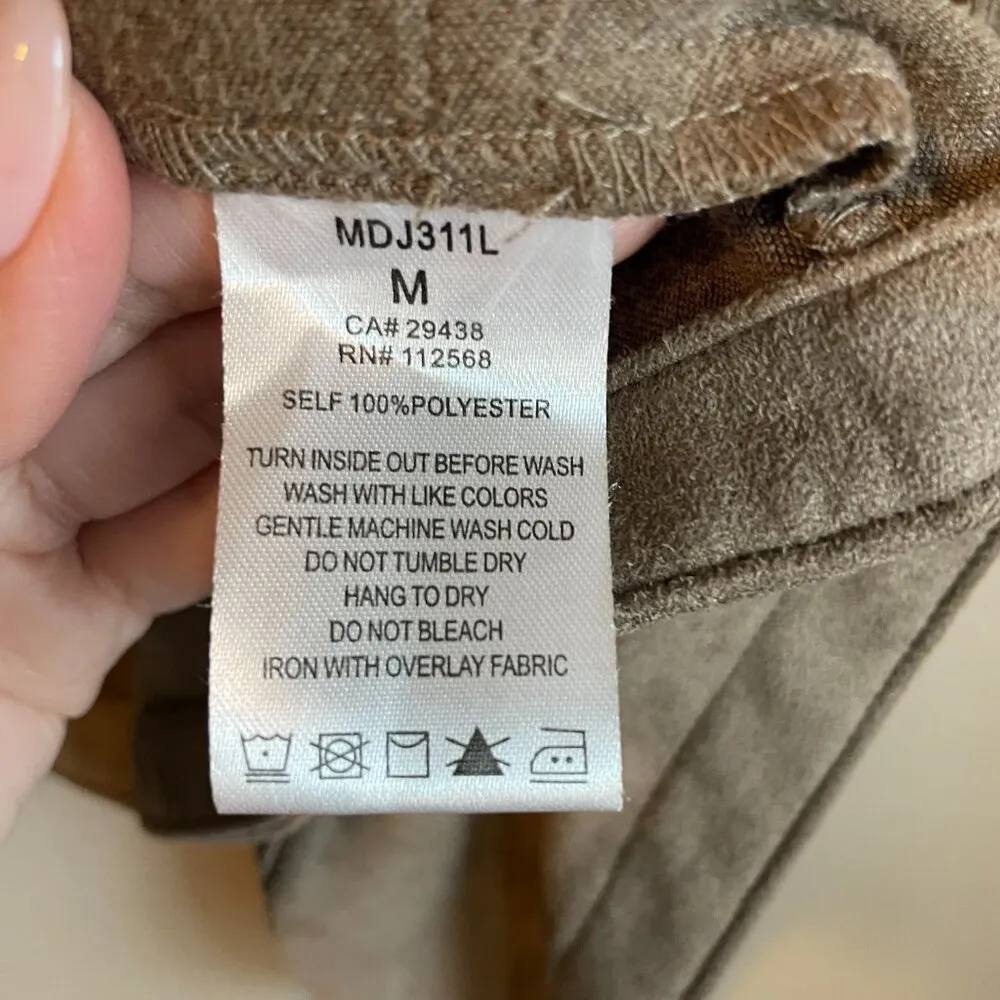 MDJ311L
M
CA# 29438
RN# 112568
SELF 100%POLYESTER
TURN INSIDE OUT BEFORE WASH
WASH WITH LIKE COLORS
GENTLE MACHINE WASH COLD
DO NOT TUMBLE DRY
HANG TO DRY
DO NOT BLEACH
IRON WITH OVERLAY FABRIC